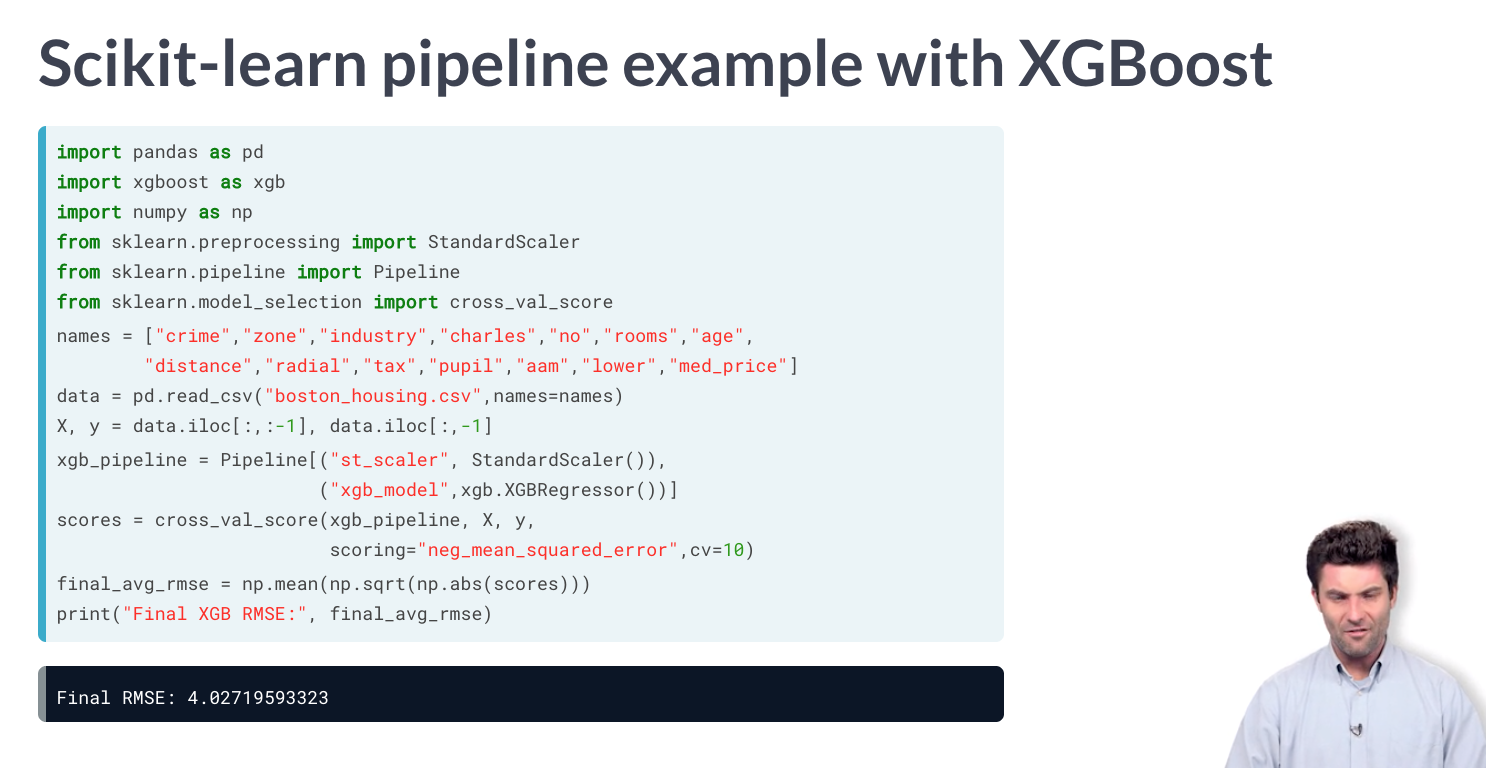 Scikit-learn pipeline example with XGBoost
import pandas as pd
import xgboost as xgb
import numpy as np
from sklearn.preprocessing import StandardScaler
from sklearn.pipeline import Pipeline
from sklearn.model_selection import cross_val_score
names = ["crime","zone","industry","charles","no","rooms","age",
"distance","radial","tax","pupil","aam","lower","med_price"]
data = pd.read_csv("boston_housing.csv",names=names)
X, y = data.iloc[:,:-1], data.iloc[:,-1]
xgb_pipeline = Pipeline[("st_scaler", StandardScaler()),
("xgb_model",xgb.XGBRegressor())]
scores = cross_val_score(xgb_pipeline, X, y,
scoring="neg_mean_squared_error",cv=10)
final_avg_rmse = np.mean(np.sqrt(np.abs(scores)))
print("Final XGB RMSE:", final_avg_rmse)
Final RMSE: 4.02719593323